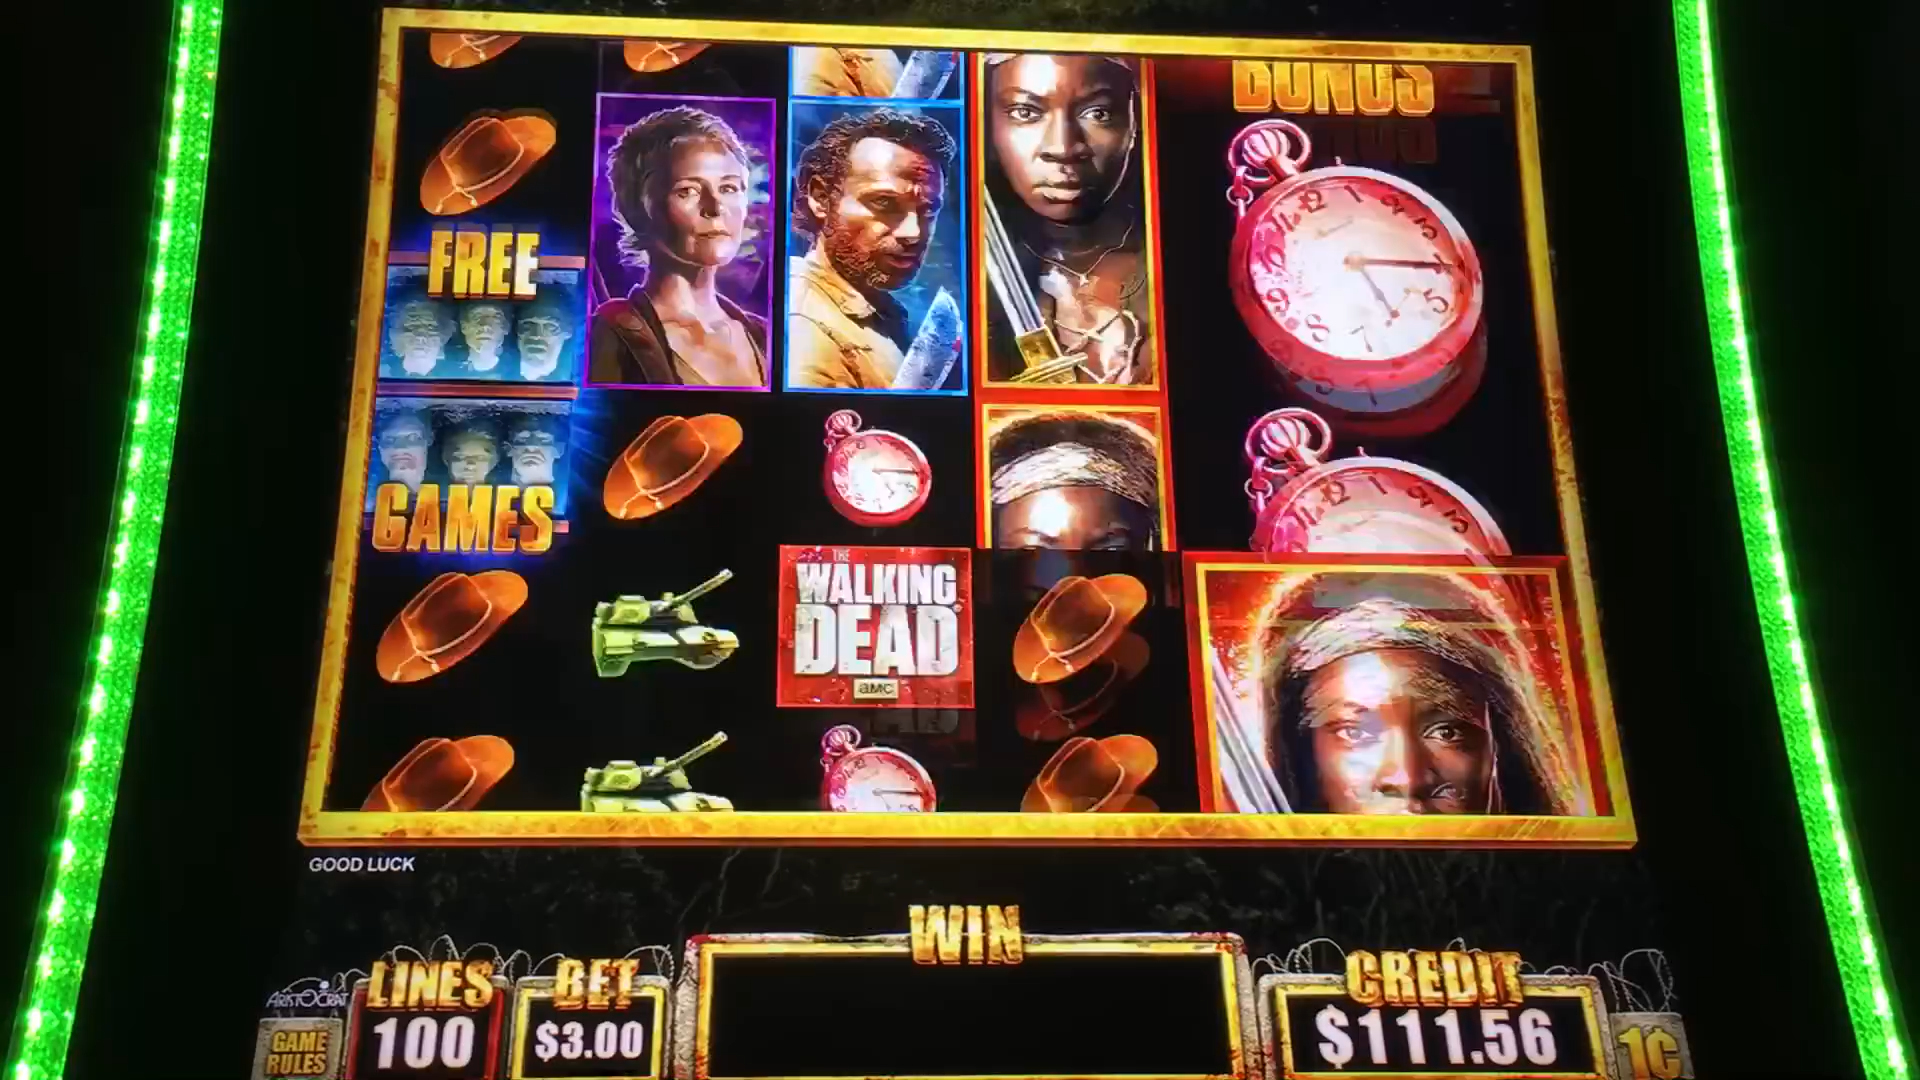 BONUS
FREE
GAMES
THE
WALKING
DEAD
aMC
GOOD LUCK
WIN
LINES
BET
CREDIT
ARISTOCRAT
GAME
RULES
100
$3.00
$111.56
1¢